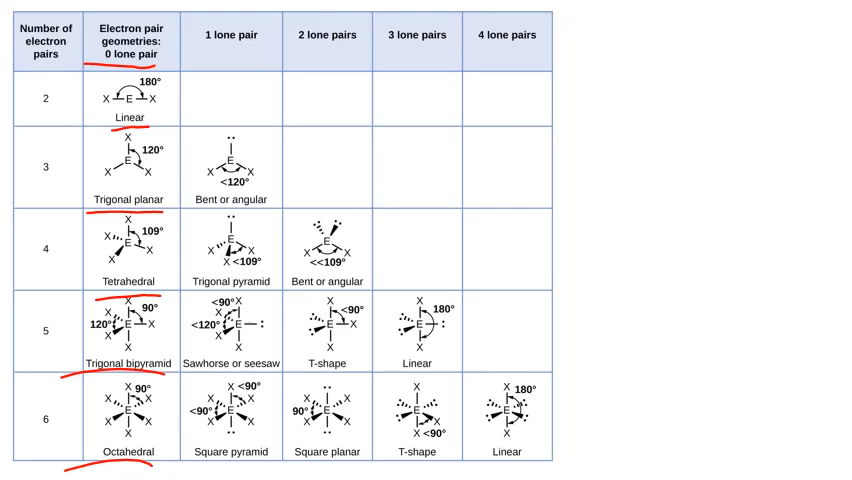 Number of electron pairs
Electron pair geometries: 0 lone pair
1 lone pair
2 lone pairs
3 lone pairs
4 lone pairs
2
180°
X E X
Linear
3
X
120°
E
X X
Trigonal planar
E
X X
<120°
Bent or angular
4
X
109°
X
E
X
X
Tetrahedral
E
X X
X <109°
Trigonal pyramid
E
X X
<<109°
Bent or angular
5
X
90°
X
120° E X
X
X
Trigonal bipyramid
<90° X
X
<120° E
X
X
Sawhorse or seesaw
X
<90°
E X
X
T-shape
X
180°
E
X
Linear
6
X 90°
X X
E
X X
X
Octahedral
X <90°
X X
<90° E
X X
Square pyramid
X X
90° E
X X
Square planar
X
E
X
X <90°
T-shape
X 180°
E
X
Linear